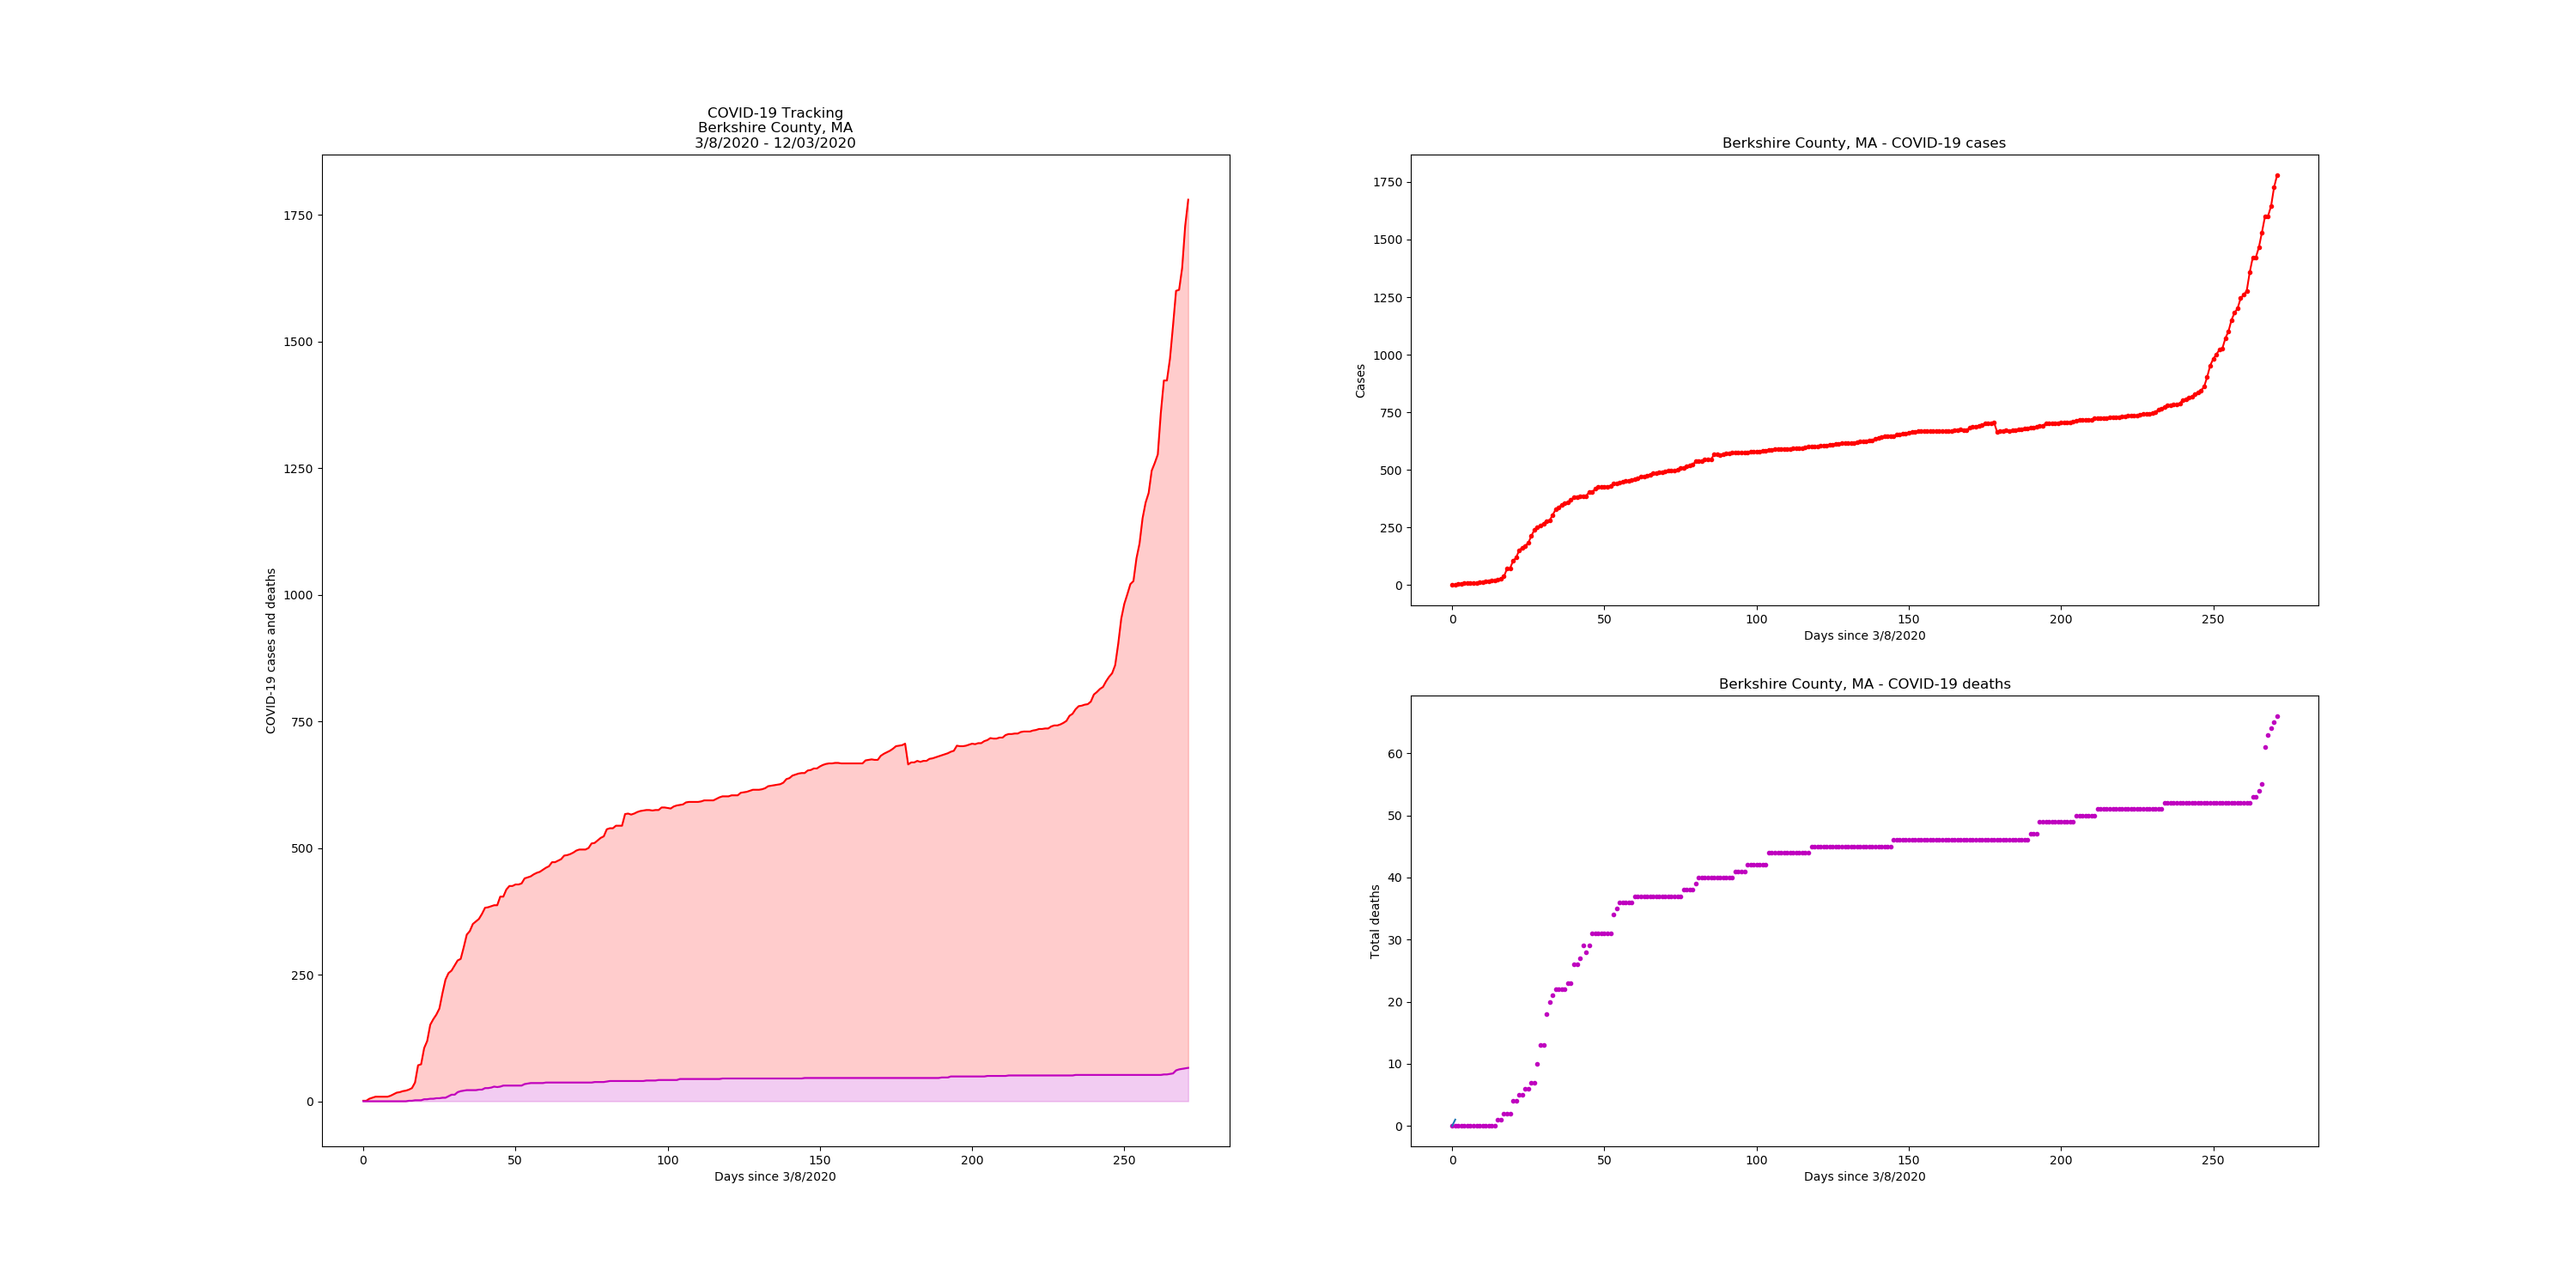 COVID-19 Tracking
Berkshire County, MA
3/8/2020 - 12/03/2020
COVID-19 cases and deaths
1750
1500
1250
1000
750
500
250
0
0 50 100 150 200 250
Days since 3/8/2020
Berkshire County, MA - COVID-19 cases
Cases
1750
1500
1250
1000
750
500
250
0
0 50 100 150 200 250
Days since 3/8/2020
Berkshire County, MA - COVID-19 deaths
Total deaths
60
50
40
30
20
10
0
0 50 100 150 200 250
Days since 3/8/2020